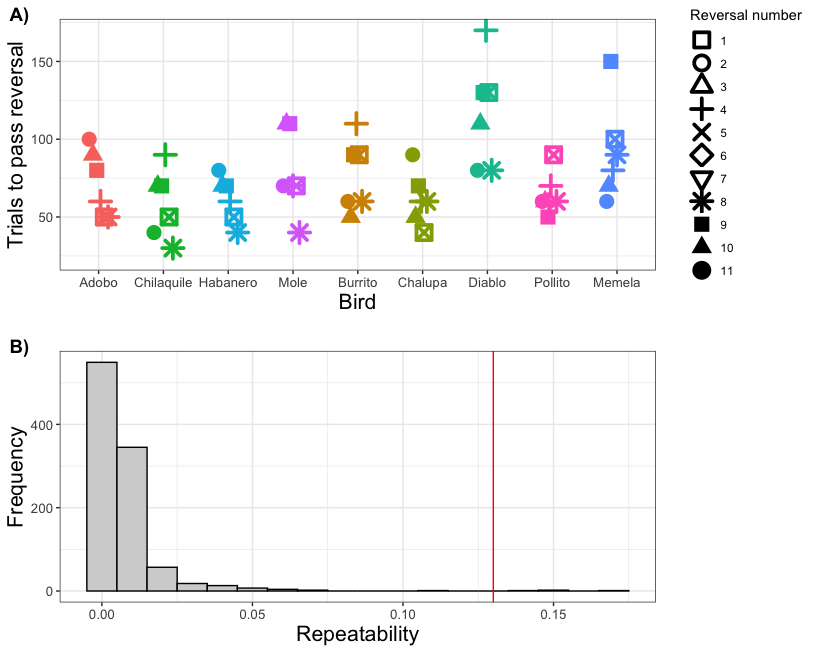 A)
Trials to pass reversal
150
100
50
Adobo Chilaquile Habanero Mole Burrito Chalupa Diablo Pollito Memela
Bird
Reversal number
1
2
3
4
5
6
7
8
9
10
11
B)
Frequency
400
200
0
0.00 0.05 0.10 0.15
Repeatability